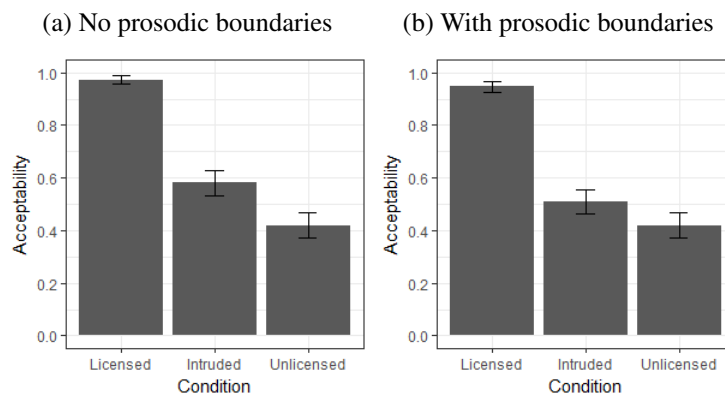 (a) No prosodic boundaries
1.0
0.8
0.6
0.4
0.2
0.0
Acceptability
Licensed Intruded Unlicensed
Condition
(b) With prosodic boundaries
1.0
0.8
0.6
0.4
0.2
0.0
Acceptability
Licensed Intruded Unlicensed
Condition